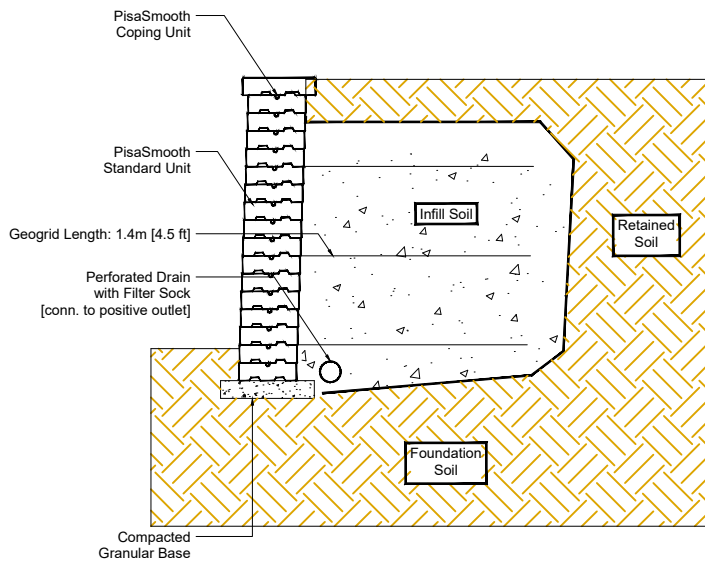 PisaSmooth
Coping Unit
PisaSmooth
Standard Unit
Infill Soil
Retained
Soil
Geogrid Length: 1.4m [4.5 ft]
Perforated Drain
with Filter Sock
[conn. to positive outlet]
Foundation
Soil
Compacted
Granular Base